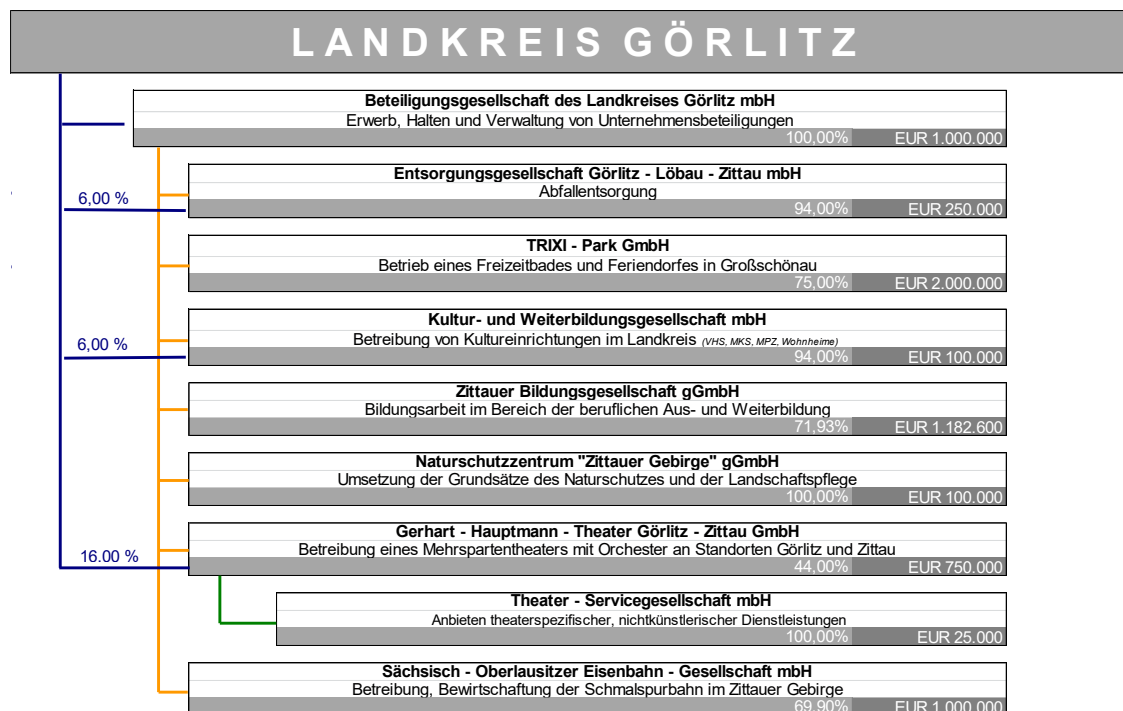 LANDKREIS GÖRLITZ
Beteiligungsgesellschaft des Landkreises Görlitz mbH
Erwerb, Halten und Verwaltung von Unternehmensbeteiligungen
100,00% EUR 1.000.000
Entsorgungsgesellschaft Görlitz - Löbau - Zittau mbH
Abfallentsorgung
6,00 %
94,00% EUR 250.000
TRIXI - Park GmbH
Betrieb eines Freizeitbades und Feriendorfes in Großschönau
75,00% EUR 2.000.000
Kultur- und Weiterbildungsgesellschaft mbH
Betreibung von Kultureinrichtungen im Landkreis (VHS, MKS, MPZ, Wohnheime)
6,00 %
94,00% EUR 100.000
Zittauer Bildungsgesellschaft gGmbH
Bildungsarbeit im Bereich der beruflichen Aus- und Weiterbildung
71,93% EUR 1.182.600
Naturschutzzentrum "Zittauer Gebirge" gGmbH
Umsetzung der Grundsätze des Naturschutzes und der Landschaftspflege
100,00% EUR 100.000
Gerhart - Hauptmann - Theater Görlitz - Zittau GmbH
Betreibung eines Mehrspartentheaters mit Orchester an Standorten Görlitz und Zittau
16.00 %
44,00% EUR 750.000
Theater - Servicegesellschaft mbH
Anbieten theaterspezifischer, nichtkünstlerischer Dienstleistungen
100,00% EUR 25.000
Sächsisch - Oberlausitzer Eisenbahn - Gesellschaft mbH
Betreibung, Bewirtschaftung der Schmalspurbahn im Zittauer Gebirge
69,90% EUR 1.000.000